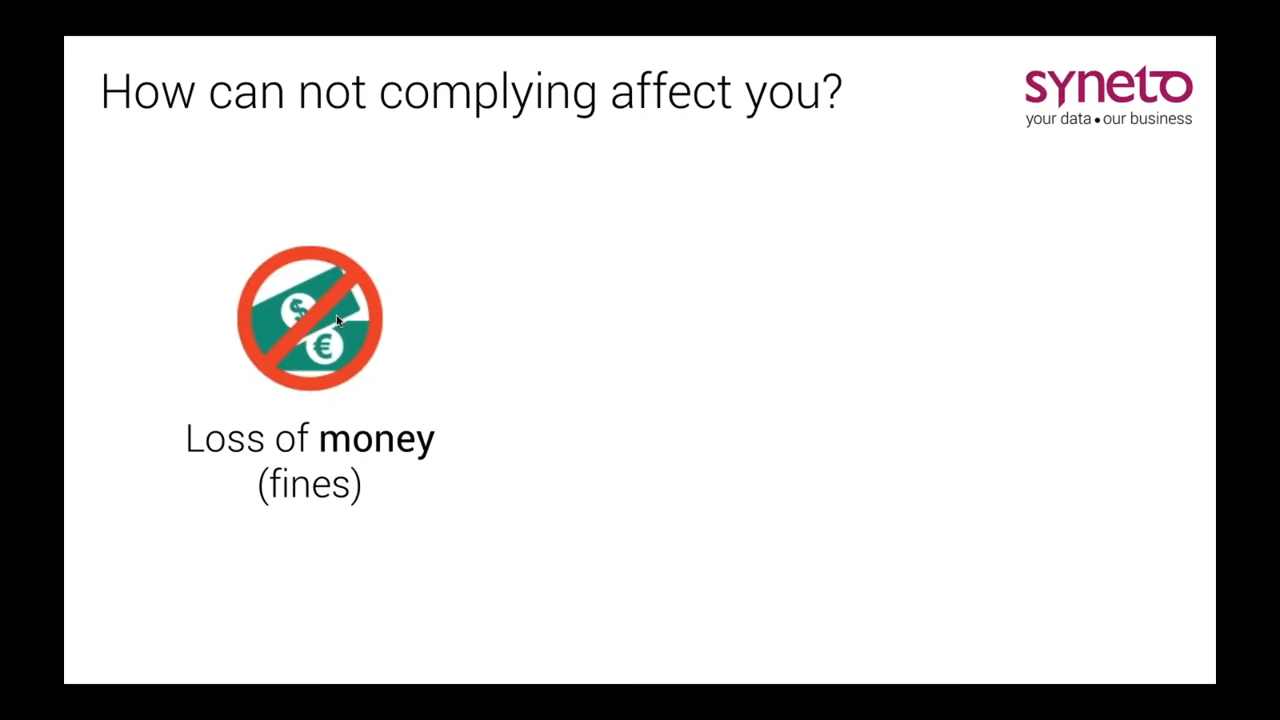 How can not complying affect you?
syneto
your data • our business
$
€
Loss of money
(fines)